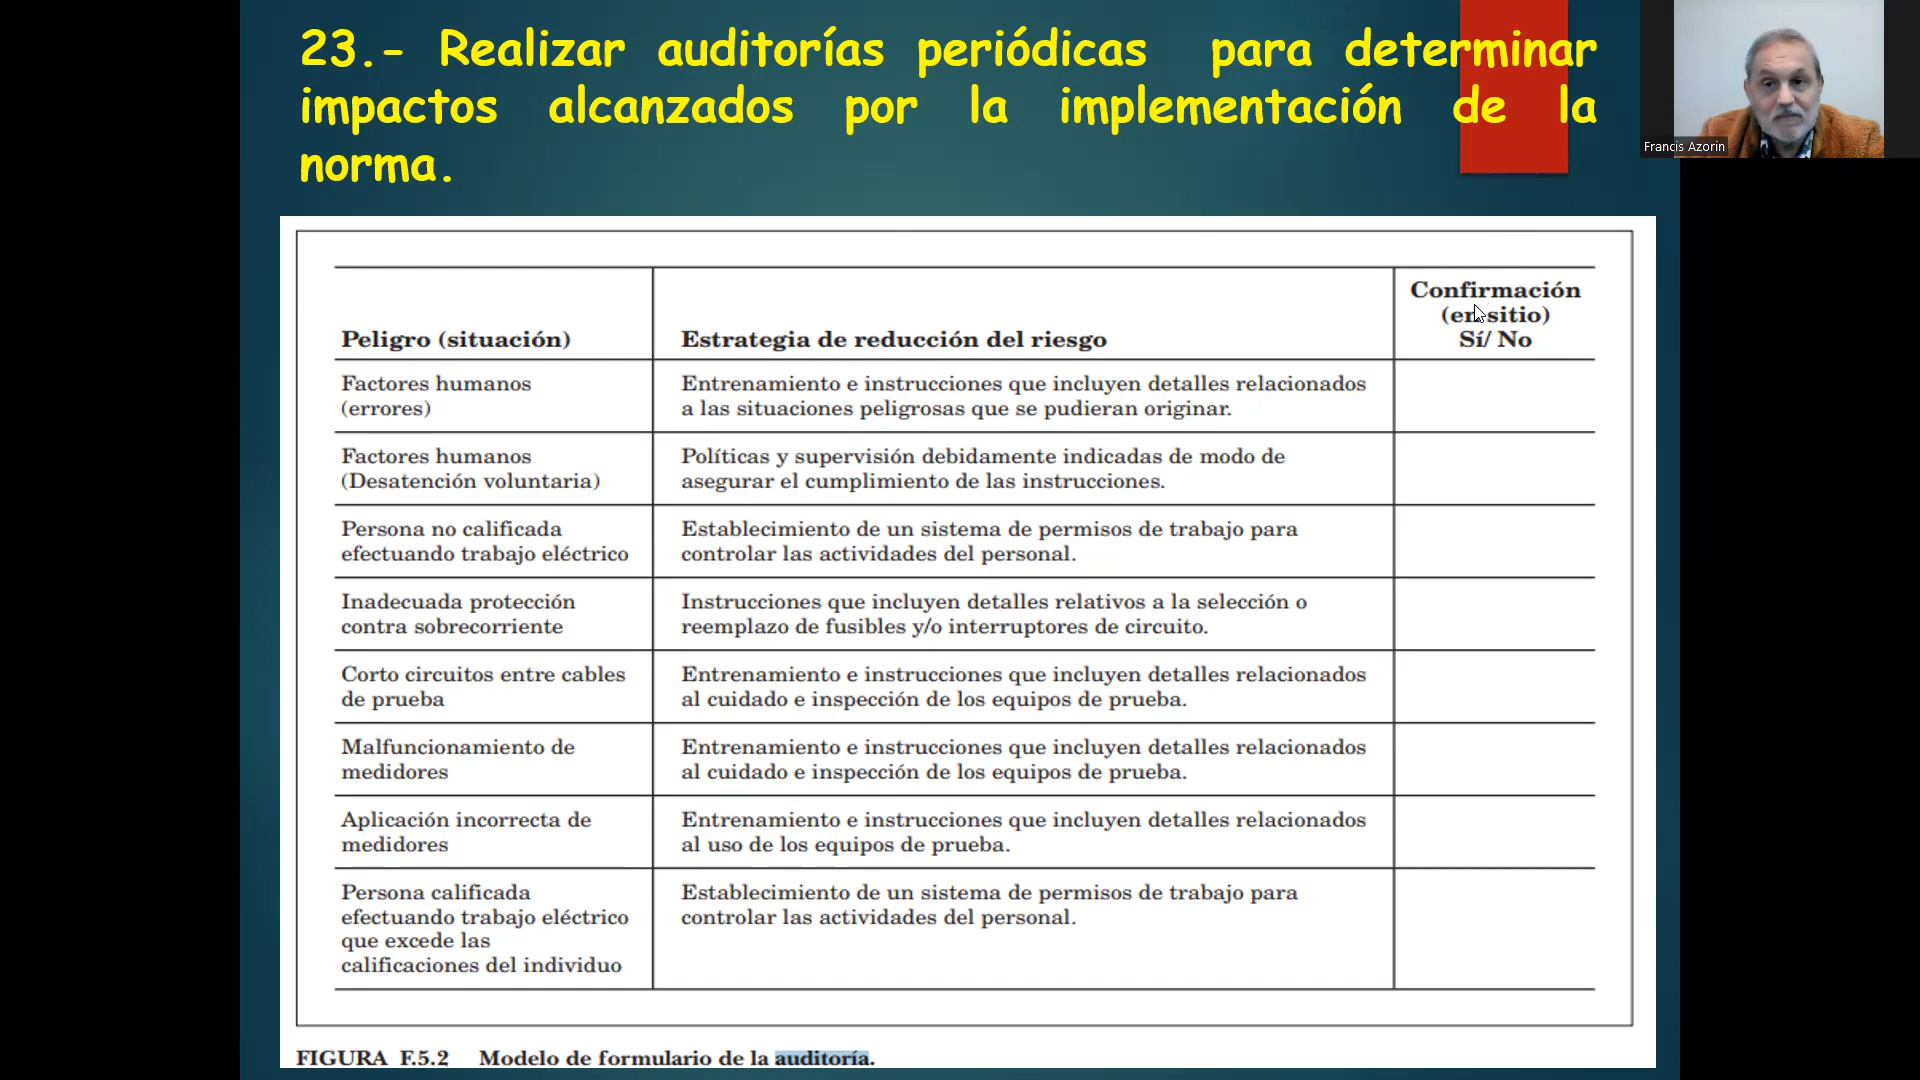 23.- Realizar auditorías periódicas para determinar
impactos alcanzados por la implementación de la
norma.
Francis Azorin
Peligro (situación)
Estrategia de reducción del riesgo
Confirmación
(en sitio)
Sí/ No
Factores humanos
(errores)
Entrenamiento e instrucciones que incluyen detalles relacionados
a las situaciones peligrosas que se pudieran originar.
Factores humanos
(Desatención voluntaria)
Políticas y supervisión debidamente indicadas de modo de
asegurar el cumplimiento de las instrucciones.
Persona no calificada
efectuando trabajo eléctrico
Establecimiento de un sistema de permisos de trabajo para
controlar las actividades del personal.
Inadecuada protección
contra sobrecorriente
Instrucciones que incluyen detalles relativos a la selección o
reemplazo de fusibles y/o interruptores de circuito.
Corto circuitos entre cables
de prueba
Entrenamiento e instrucciones que incluyen detalles relacionados
al cuidado e inspección de los equipos de prueba.
Malfuncionamiento de
medidores
Entrenamiento e instrucciones que incluyen detalles relacionados
al cuidado e inspección de los equipos de prueba.
Aplicación incorrecta de
medidores
Entrenamiento e instrucciones que incluyen detalles relacionados
al uso de los equipos de prueba.
Persona calificada
efectuando trabajo eléctrico
que excede las
calificaciones del individuo
Establecimiento de un sistema de permisos de trabajo para
controlar las actividades del personal.
FIGURA F.5.2 Modelo de formulario de la auditoría.